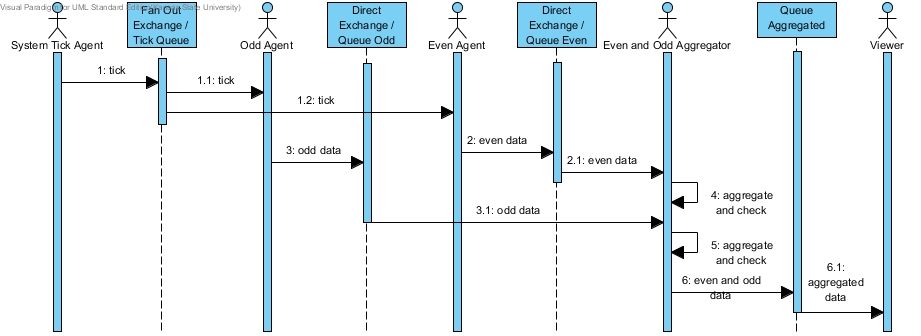 Visual Paradigm for UML Standard Edition( State University)
Fan Out
Exchange /
Tick Queue
Direct
Exchange /
Queue Odd
Direct
Exchange /
Queue Even
Queue
Aggregated
System Tick Agent
Odd Agent
Even Agent
Even and Odd Aggregator
Viewer
1: tick
1.1: tick
1.2: tick
2: even data
3: odd data
2.1: even data
4: aggregate
and check
3.1: odd data
5: aggregate
and check
6: even and odd
data
6.1:
aggregated
data